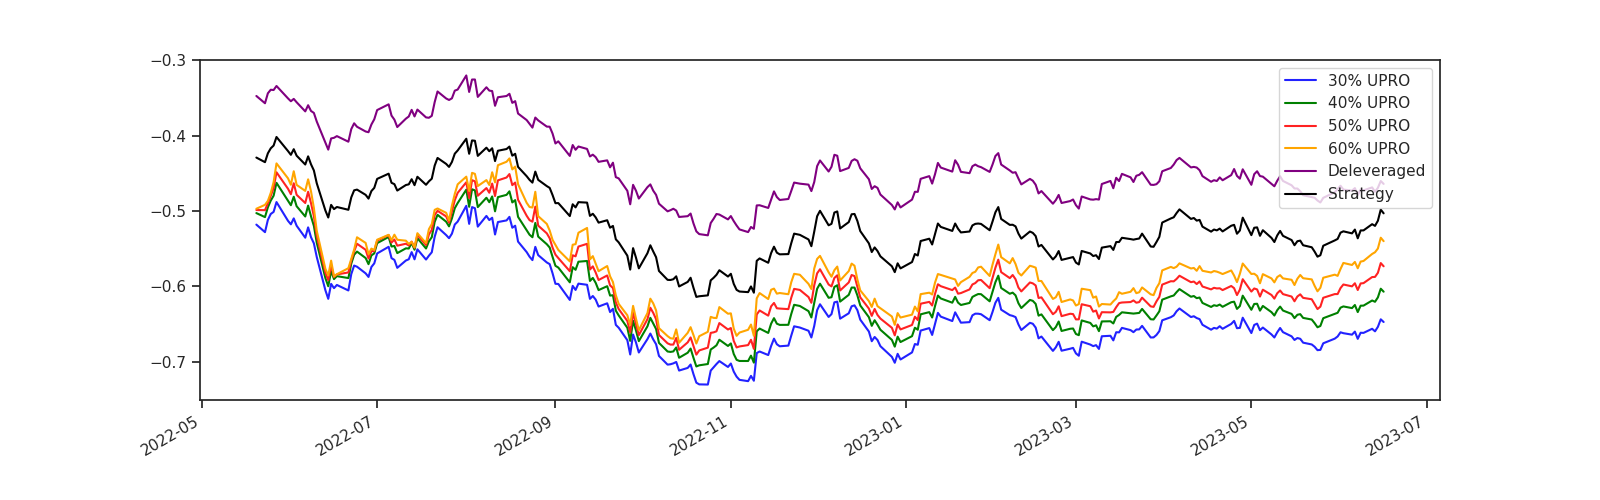 −0.3
−0.4
−0.5
−0.6
−0.7
2022-05
2022-07
2022-09
2022-11
2023-01
2023-03
2023-05
2023-07
30% UPRO
40% UPRO
50% UPRO
60% UPRO
Deleveraged
Strategy